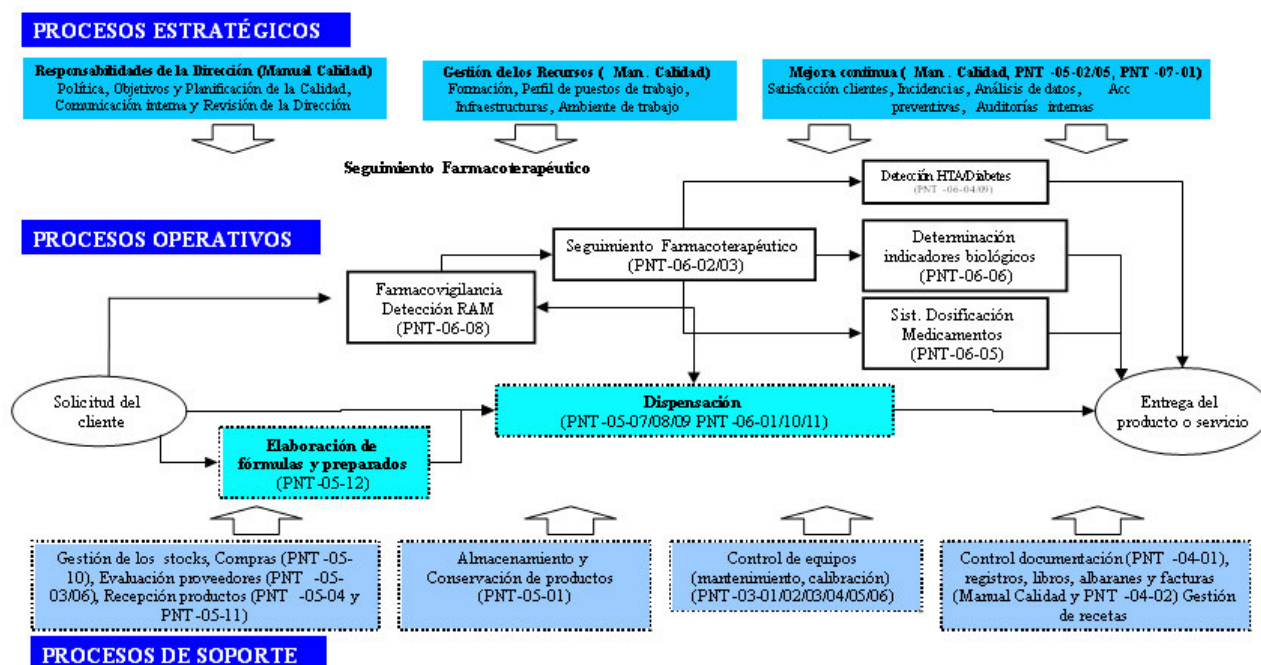 PROCESOS ESTRATÉGICOS
Responsabilidades de la Dirección (Manual Calidad)
Política, Objetivos y Planificación de la Calidad,
Comunicación interna y Revisión de la Dirección
Gestión de los Recursos ( Man. Calidad)
Formación, Perfil de puestos de trabajo,
Infraestructuras, Ambiente de trabajo
Mejora continua ( Man. Calidad, PNT -05-02/05, PNT -07-01)
Satisfacción clientes, Incidencias, Análisis de datos, Acc
preventivas, Auditorías internas
Seguimiento Farmacoterapéutico
Detección HTA/Diabetes
(PNT -06-04/09)
PROCESOS OPERATIVOS
Seguimiento Farmacoterapéutico
(PNT-06-02/03)
Determinación
indicadores biológicos
(PNT-06-06)
Farmacovigilancia
Detección RAM
(PNT-06-08)
Sist. Dosificación
Medicamentos
(PNT-06-05)
Solicitud del
cliente
Dispensación
(PNT-05-07/08/09 PNT-06-01/10/11)
Entrega del
producto o servicio
Elaboración de
fórmulas y preparados
(PNT-05-12)
Gestión de los stocks, Compras (PNT -05-
10), Evaluación proveedores (PNT -05-
03/06), Recepción productos (PNT -05-04 y
PNT-05-11)
Almacenamiento y
Conservación de productos
(PNT-05-01)
Control de equipos
(mantenimiento, calibración)
(PNT-03-01/02/03/04/05/06)
Control documentación (PNT -04-01),
registros, libros, albaranes y facturas
(Manual Calidad y PNT -04-02) Gestión
de recetas
PROCESOS DE SOPORTE